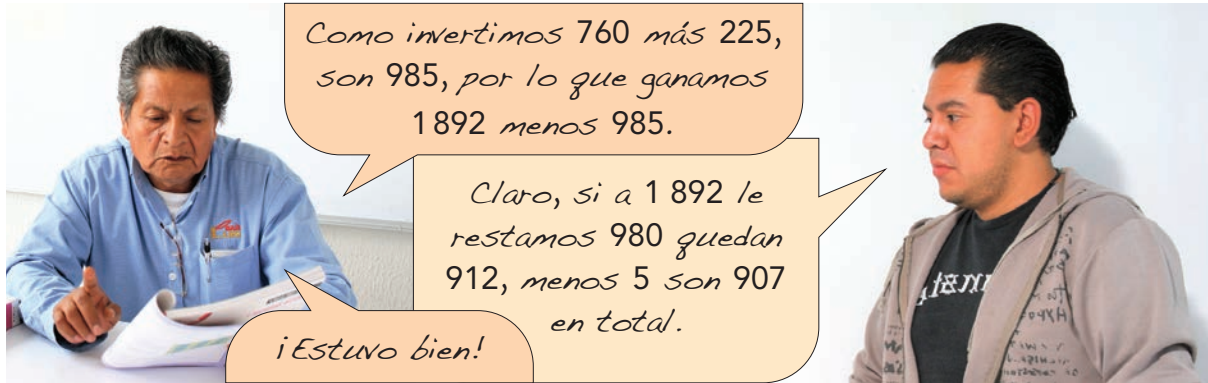 Como invertimos 760 más 225,
son 985, por lo que ganamos
1 892 menos 985.
Claro, si a 1 892 le
restamos 980 quedan
912, menos 5 son 907
en total.
¡Estuvo bien!